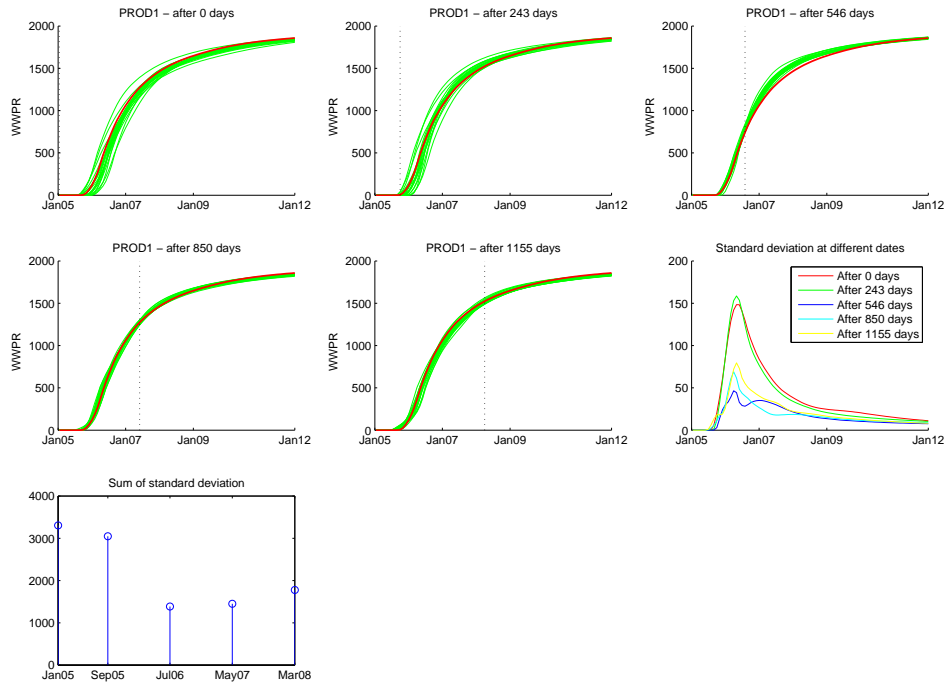 PROD1 – after 0 days
2000
1500
1000
500
0
WWPR
Jan05 Jan07 Jan09 Jan12
PROD1 – after 243 days
2000
1500
1000
500
0
WWPR
Jan05 Jan07 Jan09 Jan12
PROD1 – after 546 days
2000
1500
1000
500
0
WWPR
Jan05 Jan07 Jan09 Jan12
PROD1 – after 850 days
2000
1500
1000
500
0
WWPR
Jan05 Jan07 Jan09 Jan12
PROD1 – after 1155 days
2000
1500
1000
500
0
WWPR
Jan05 Jan07 Jan09 Jan12
Standard deviation at different dates
200
150
100
50
0
After 0 days
After 243 days
After 546 days
After 850 days
After 1155 days
Jan05 Jan07 Jan09 Jan12
Sum of standard deviation
4000
3000
2000
1000
0
Jan05 Sep05 Jul06 May07 Mar08